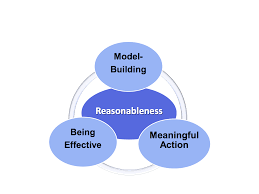 Model-
Building
Reasonableness
Being
Effective
Meaningful
Action